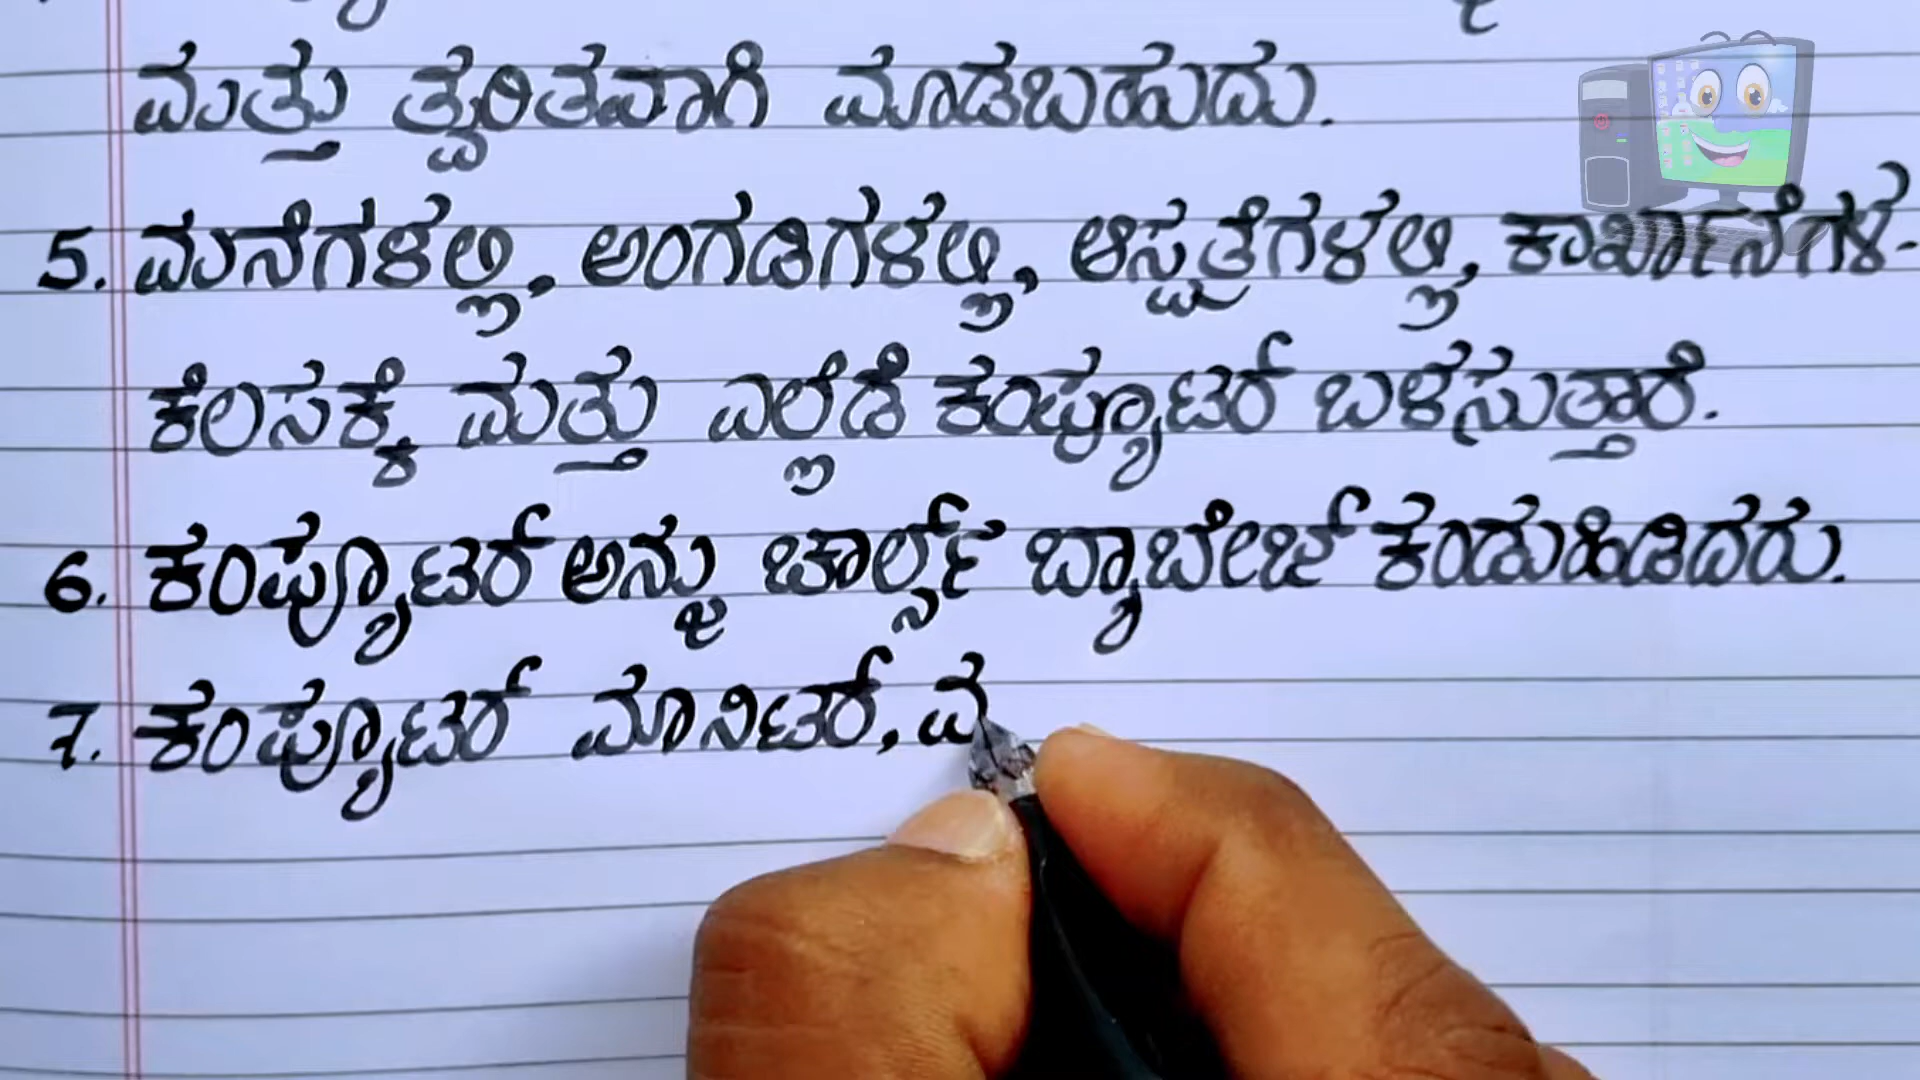 ಮತ್ತು ತ್ವರಿತವಾಗಿ ಮಾಡಬಹುದು.
5. ಮನೆಗಳಲ್ಲಿ, ಅಂಗಡಿಗಳಲ್ಲಿ, ಆಸ್ಪತ್ರೆಗಳಲ್ಲಿ, ಕಾರ್ಖಾನೆಗಳ-
ಕೆಲಸಕ್ಕೆ ಮತ್ತು ಎಲ್ಲೆಡೆ ಕಂಪ್ಯೂಟರ್ ಬಳಸುತ್ತಾರೆ.
6. ಕಂಪ್ಯೂಟರ್ ಅನ್ನು ಚಾರ್ಲ್ಸ್ ಬ್ಯಾಬೇಜ್ ಕಂಡುಹಿಡಿದರು.
7. ಕಂಪ್ಯೂಟರ್ ಮಾನಿಟರ್,